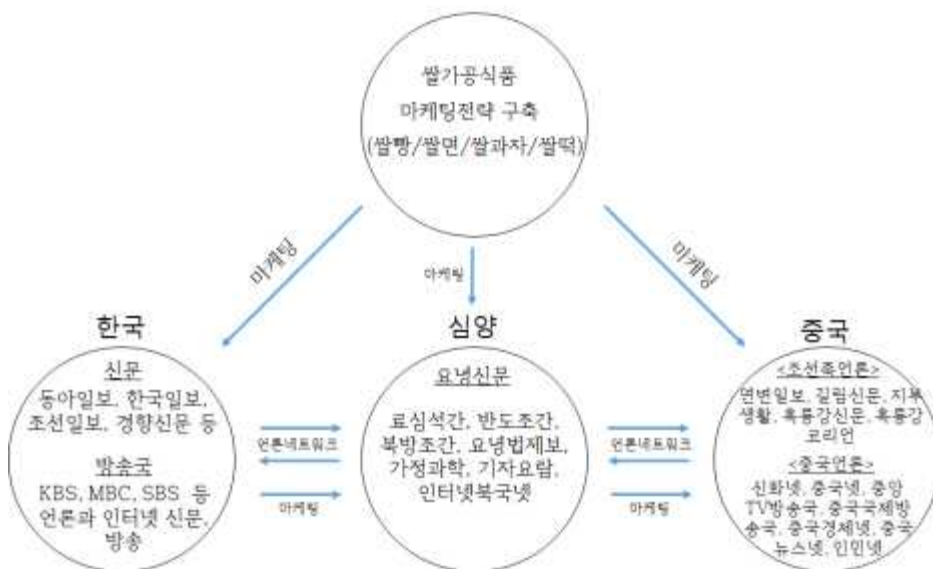 쌀가공식품
마케팅전략 구축
(쌀빵/쌀면/쌀과자/쌀떡)
마케팅
마케팅
마케팅
한국
심양
중국
신문
동아일보, 한국일보,
조선일보, 경향신문 등
방송국
KBS, MBC, SBS 등
언론과 인터넷 신문,
방송
언론네트워크
마케팅
요녕신문
료심석간, 반도조간,
북방조간, 요녕법제보,
가정과학, 기자요람,
인터넷북국넷
언론네트워크
마케팅
<조선족언론>
연변일보, 길림신문, 지부
생활, 흑룡강신문, 흑룡강
코리언
<중국언론>
신화넷, 중국넷, 중앙
TV방송국, 중국국제방
송국, 중국경제넷, 중국
뉴스넷, 인민넷